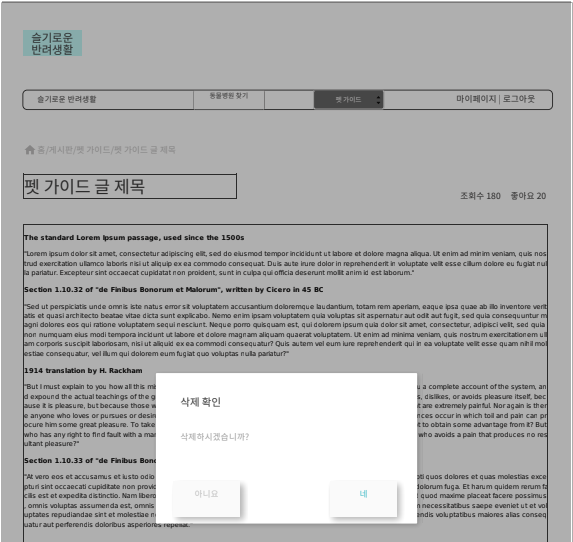 슬기로운
반려생활
슬기로운 반려생활
동물병원 찾기
펫 가이드
마이페이지 | 로그아웃
홈/게시판/펫 가이드/펫 가이드 글 제목
펫 가이드 글 제목
조회수 180 좋아요 20
The standard Lorem Ipsum passage, used since the 1500s
"Lorem ipsum dolor sit amet, consectetur adipiscing elit, sed do eiusmod tempor incididunt ut labore et dolore magna aliqua. Ut enim ad minim veniam, quis nos
trud exercitation ullamco laboris nisi ut aliquip ex ea commodo consequat. Duis aute irure dolor in reprehenderit in voluptate velit esse cillum dolore eu fugiat nul
la pariatur. Excepteur sint occaecat cupidatat non proident, sunt in culpa qui officia deserunt mollit anim id est laborum."
Section 1.10.32 of "de Finibus Bonorum et Malorum", written by Cicero in 45 BC
"Sed ut perspiciatis unde omnis iste natus error sit voluptatem accusantium doloremque laudantium, totam rem aperiam, eaque ipsa quae ab illo inventore verit
atis et quasi architecto beatae vitae dicta sunt explicabo. Nemo enim ipsam voluptatem quia voluptas sit aspernatur aut odit aut fugit, sed quia consequuntur m
agni dolores eos qui ratione voluptatem sequi nesciunt. Neque porro quisquam est, qui dolorem ipsum quia dolor sit amet, consectetur, adipisci velit, sed quia
non numquam eius modi tempora incidunt ut labore et dolore magnam aliquam quaerat voluptatem. Ut enim ad minima veniam, quis nostrum exercitationem ull
am corporis suscipit laboriosam, nisi ut aliquid ex ea commodi consequatur? Quis autem vel eum iure reprehenderit qui in ea voluptate velit esse quam nihil mol
estiae consequatur, vel illum qui dolorem eum fugiat quo voluptas nulla pariatur?"
1914 translation by H. Rackham
"But I must explain to you how all this mi u a complete account of the system, an
d expound the actual teachings of the g s, dislikes, or avoids pleasure itself, bec
ause it is pleasure, but because those w at are extremely painful. Nor again is ther
e anyone who loves or pursues or desir nces occur in which toil and pain can pr
ocure him some great pleasure. To take to obtain some advantage from it? But
who has any right to find fault with a mar who avoids a pain that produces no res
ultant pleasure?"
Section 1.10.33 of "de Finibus Bono
"At vero eos et accusamus et iusto odio oti quos dolores et quas molestias exce
pturi sint occaecati cupiditate non provic dolorum fuga. Et harum quidem rerum fa
cilis est et expedita distinctio. Nam libero quod maxime placeat facere possimus
, omnis voluptas assumenda est, omnis necessitatibus saepe eveniet ut et vol
uptates repudiandae sint et molestiae n ndis voluptatibus maiores alias conseq
uatur aut perferendis doloribus asperiores repellat."
삭제 확인
삭제하시겠습니까?
아니요
네